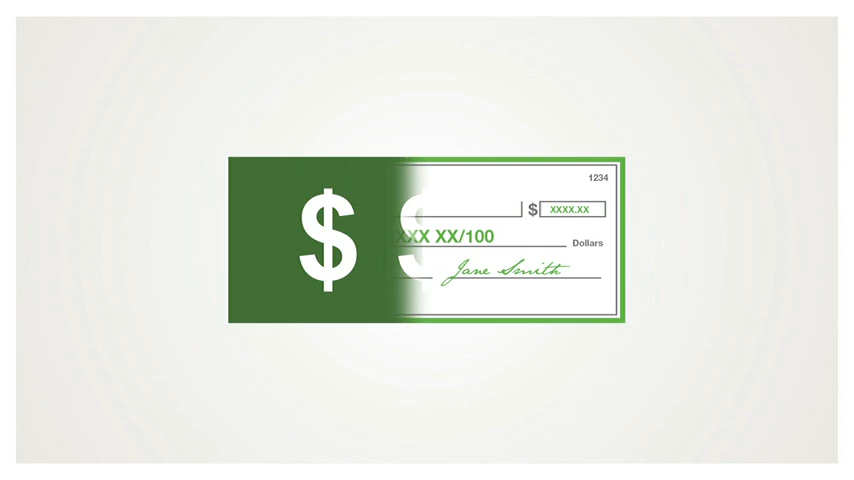 1234
$ $
$ XXXX.XX
XXX XX/100
Dollars
Jane Smith